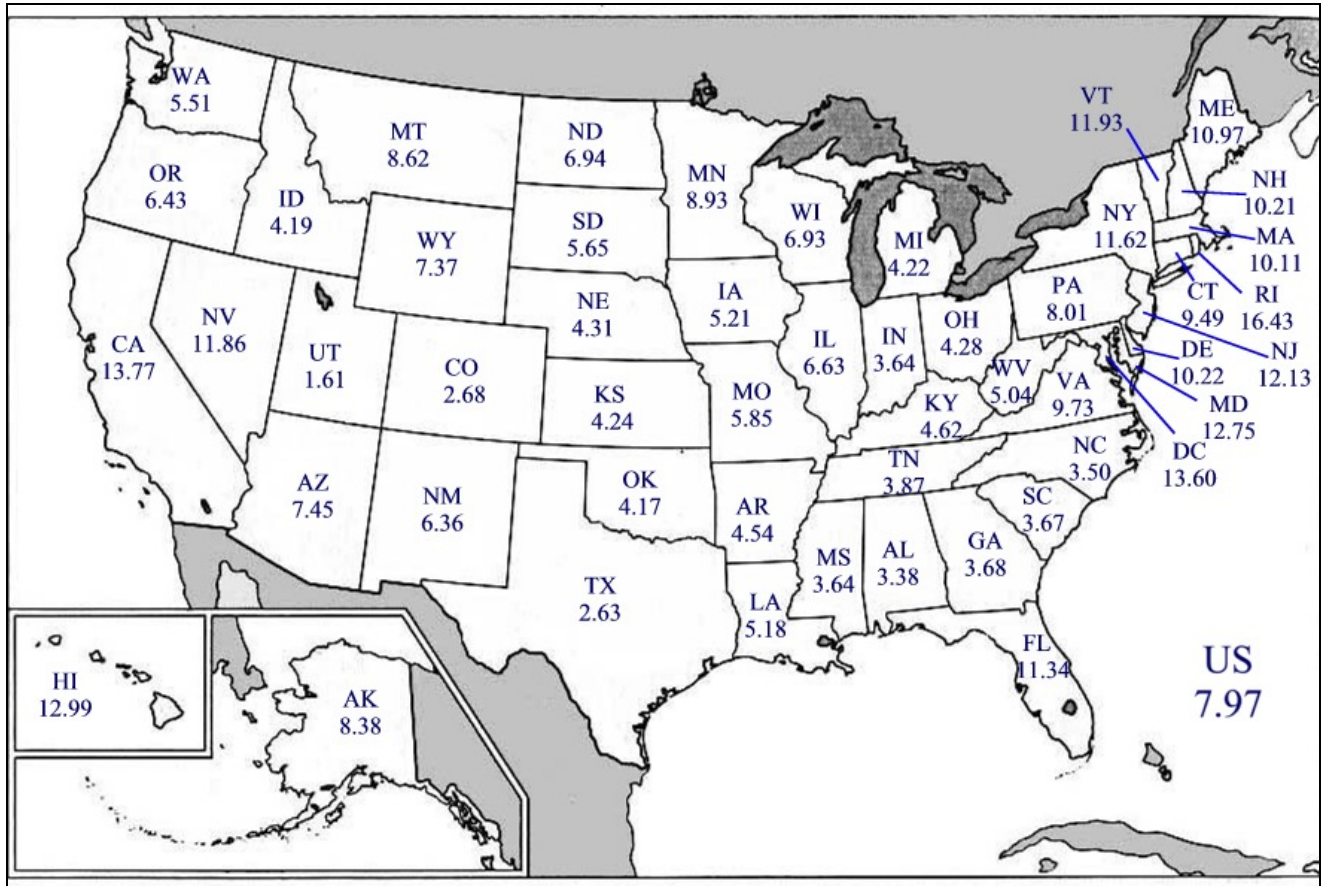 WA
5.51
OR
6.43
ID
4.19
MT
8.62
ND
6.94
MN
8.93
SD
5.65
WY
7.37
WI
6.93
MI
4.22
VT
11.93
ME
10.97
NH
10.21
NY
11.62
MA
10.11
RI
16.43
CT
9.49
NJ
12.13
PA
8.01
DE
10.22
MD
12.75
DC
13.60
CA
13.77
NV
11.86
UT
1.61
CO
2.68
NE
4.31
IA
5.21
KS
4.24
MO
5.85
IL
6.63
IN
3.64
OH
4.28
WV
5.04
VA
9.73
KY
4.62
NC
3.50
TN
3.87
SC
3.67
AZ
7.45
NM
6.36
OK
4.17
AR
4.54
MS
3.64
AL
3.38
GA
3.68
TX
2.63
LA
5.18
FL
11.34
HI
12.99
AK
8.38
US
7.97